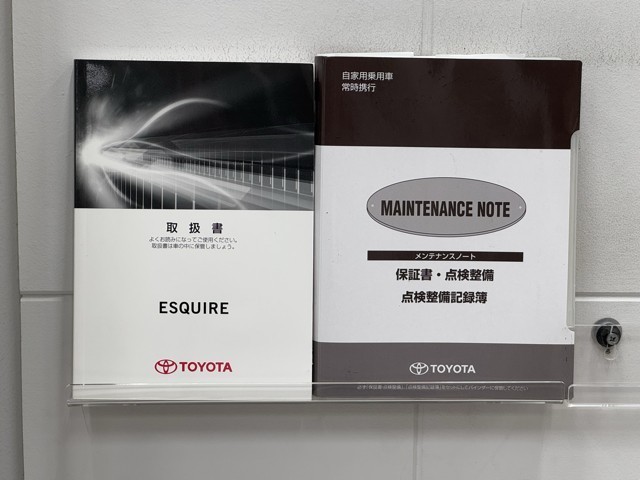 取扱書
よくお読みになってご使用ください。
取扱書は車の中に保管しましょう。
ESQUIRE
TOYOTA
自家用乗用車
常時携行
MAINTENANCE NOTE
メンテナンスノート
保証書・点検整備
点検整備記録簿
TOYOTA